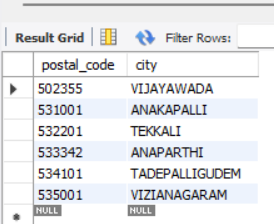 Result Grid Filter Rows:
postal_code city
502355 VIJAYAWADA
531001 ANAKAPALLI
532201 TEKKALI
533342 ANAPARTHI
534101 TADEPALLIGUDEM
535001 VIZIANAGARAM
NULL NULL